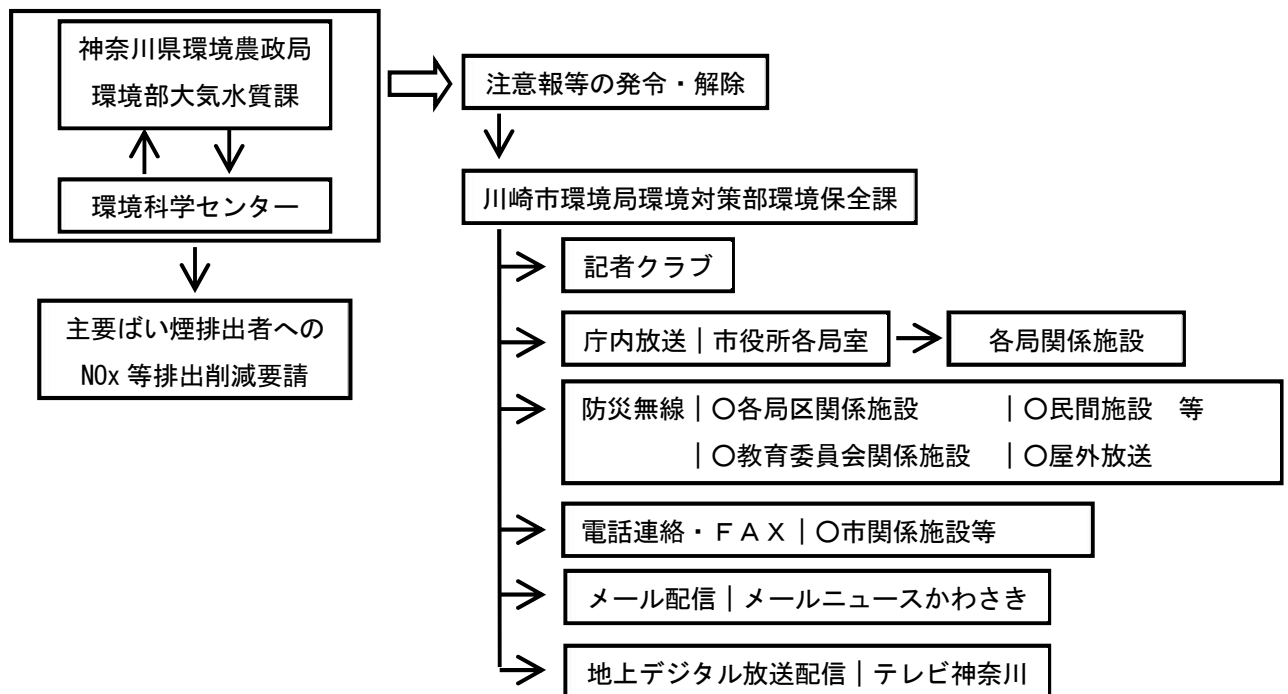 神奈川県環境農政局
環境部大気水質課
環境科学センター
主要ばい煙排出者への
NOx 等排出削減要請
注意報等の発令・解除
川崎市環境局環境対策部環境保全課
記者クラブ
庁内放送｜市役所各局室
各局関係施設
防災無線｜〇各局区関係施設　｜〇民間施設　等
｜〇教育委員会関係施設　｜〇屋外放送
電話連絡・ＦＡＸ｜〇市関係施設等
メール配信｜メールニュースかわさき
地上デジタル放送配信｜テレビ神奈川